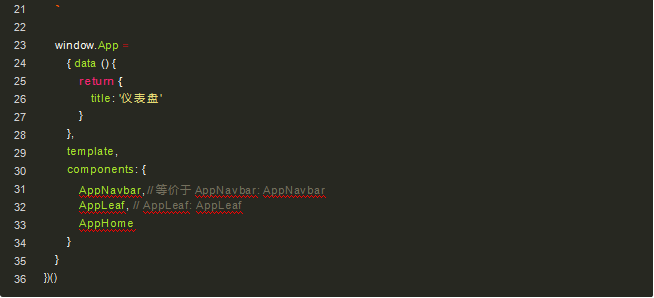 21 `
22
23 window.App =
24 { data () {
25 return {
26 title: '仪表盘'
27 }
28 },
29 template,
30 components: {
31 AppNavbar, // 等价于 AppNavbar: AppNavbar
32 AppLeaf, // AppLeaf: AppLeaf
33 AppHome
34 }
35 }
36 })()